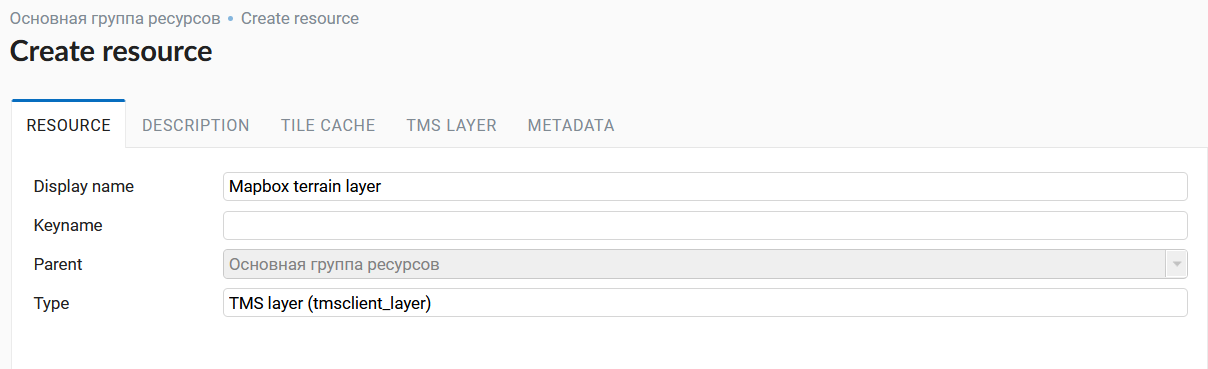 Основная группа ресурсов • Create resource
Create resource
RESOURCE DESCRIPTION TILE CACHE TMS LAYER METADATA
Display name Mapbox terrain layer
Keyname
Parent Основная группа ресурсов
Type TMS layer (tmsclient_layer)